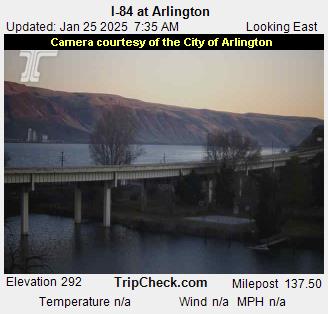 I-84 at Arlington
Updated: Jan 25 2025 7:35 AM Looking East
Camera courtesy of the City of Arlington
Elevation 292 TripCheck.com Milepost 137.50
Temperature n/a Wind n/a MPH n/a